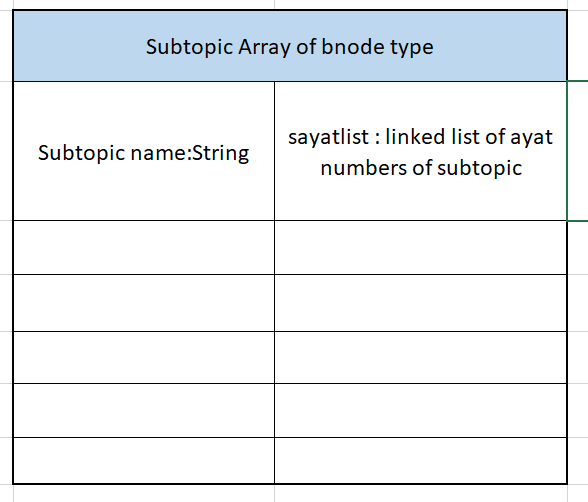 Subtopic Array of bnode type
Subtopic name:String
sayatlist : linked list of ayat
numbers of subtopic